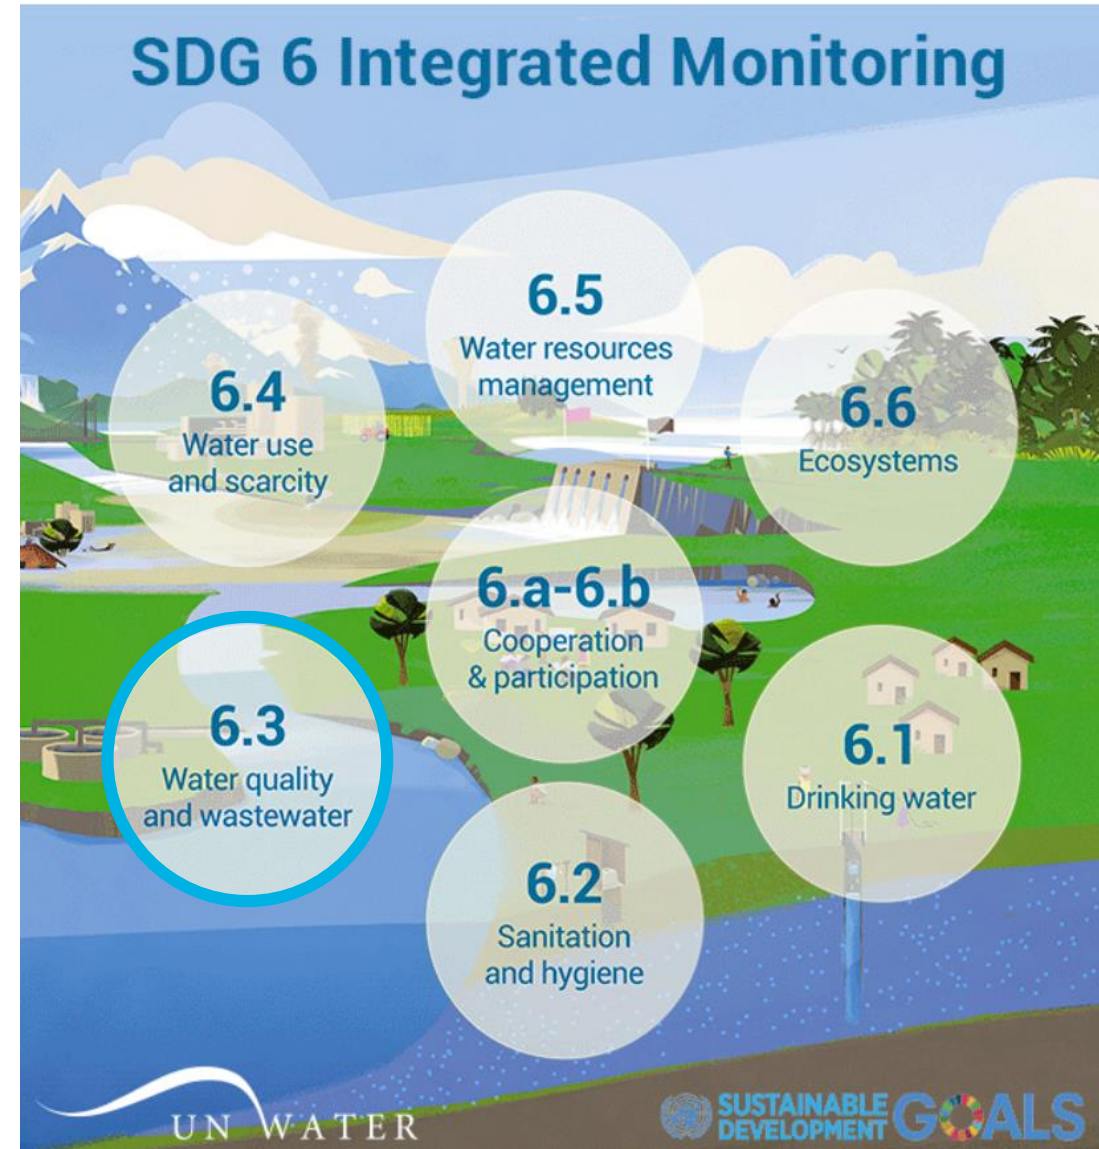 SDG 6 Integrated Monitoring
6.5
Water resources
management
6.4
Water use
and scarcity
6.6
Ecosystems
6.a-6.b
Cooperation
& participation
6.3
Water quality
and wastewater
6.1
Drinking water
6.2
Sanitation
and hygiene
UN WATER
SUSTAINABLE
DEVELOPMENT
GOALS